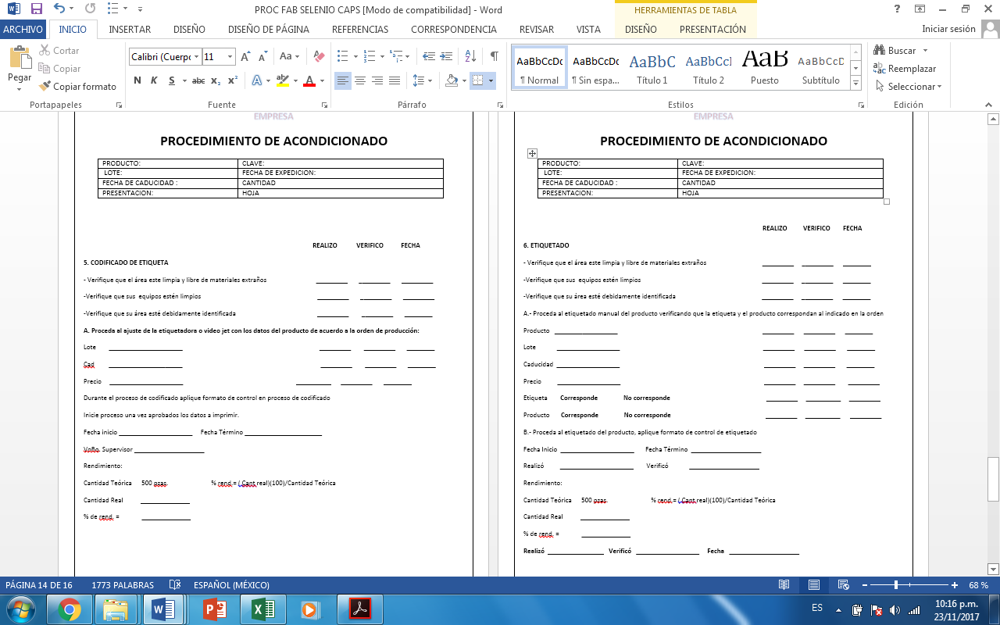 PROC FAB SELENIO CAPS [Modo de compatibilidad] - Word
HERRAMIENTAS DE TABLA
ARCHIVO INICIO INSERTAR DISEÑO DISEÑO DE PÁGINA REFERENCIAS CORRESPONDENCIA REVISAR VISTA DISEÑO PRESENTACIÓN Iniciar sesión
Pegar
Cortar
Copiar
Copiar formato
Portapapeles
Calibri (Cuerpo 11
N K S abc x₂ x²
Fuente
Párrafo
AaBbCcDc AaBbCcDc AaBbC AaBbCcI AaB AaBbCcD
¶ Normal ¶ Sin espa... Título 1 Título 2 Puesto Subtítulo
Estilos
Buscar
Reemplazar
Seleccionar
Edición
EMPRESA
PROCEDIMIENTO DE ACONDICIONADO
PRODUCTO: CLAVE:
LOTE: FECHA DE EXPEDICION:
FECHA DE CADUCIDAD : CANTIDAD
PRESENTACION: HOJA
REALIZO VERIFICO FECHA
5. CODIFICADO DE ETIQUETA
- Verifique que el área este limpia y libre de materiales extraños
-Verifique que sus equipos estén limpios
-Verifique que su área esté debidamente identificada
A. Proceda al ajuste de la etiquetadora o video jet con los datos del producto de acuerdo a la orden de producción:
Lote
Cad
Precio
Durante el proceso de codificado aplique formato de control en proceso de codificado
Inicie proceso una vez aprobados los datos a imprimir.
Fecha inicio Fecha Término
VoBo. Supervisor
Rendimiento:
Cantidad Teórica 500 pzas. % rend.= ( Cant real)(100)/Cantidad Teórica
Cantidad Real
% de rend. =
EMPRESA
PROCEDIMIENTO DE ACONDICIONADO
PRODUCTO: CLAVE:
LOTE: FECHA DE EXPEDICION:
FECHA DE CADUCIDAD : CANTIDAD
PRESENTACION: HOJA
REALIZO VERIFICO FECHA
6. ETIQUETADO
- Verifique que el área este limpia y libre de materiales extraños
-Verifique que sus equipos estén limpios
-Verifique que su área esté debidamente identificada
A.- Proceda al etiquetado manual del producto verificando que la etiqueta y el producto correspondan al indicado en la orden
Producto
Lote
Caducidad
Precio
Etiqueta Corresponde No corresponde
Producto Corresponde No corresponde
B.- Proceda al etiquetado del producto, aplique formato de control de etiquetado
Fecha Inicio Fecha Término
Realizó Verificó
Rendimiento:
Cantidad Teórica 500 pzas. % rend.= ( Cant real)(100)/Cantidad Teórica
Cantidad Real
% de rend. =
Realizó Verificó Fecha
PÁGINA 14 DE 16 1773 PALABRAS ESPAÑOL (MÉXICO) 68 %
ES 10:16 p.m.
23/11/2017